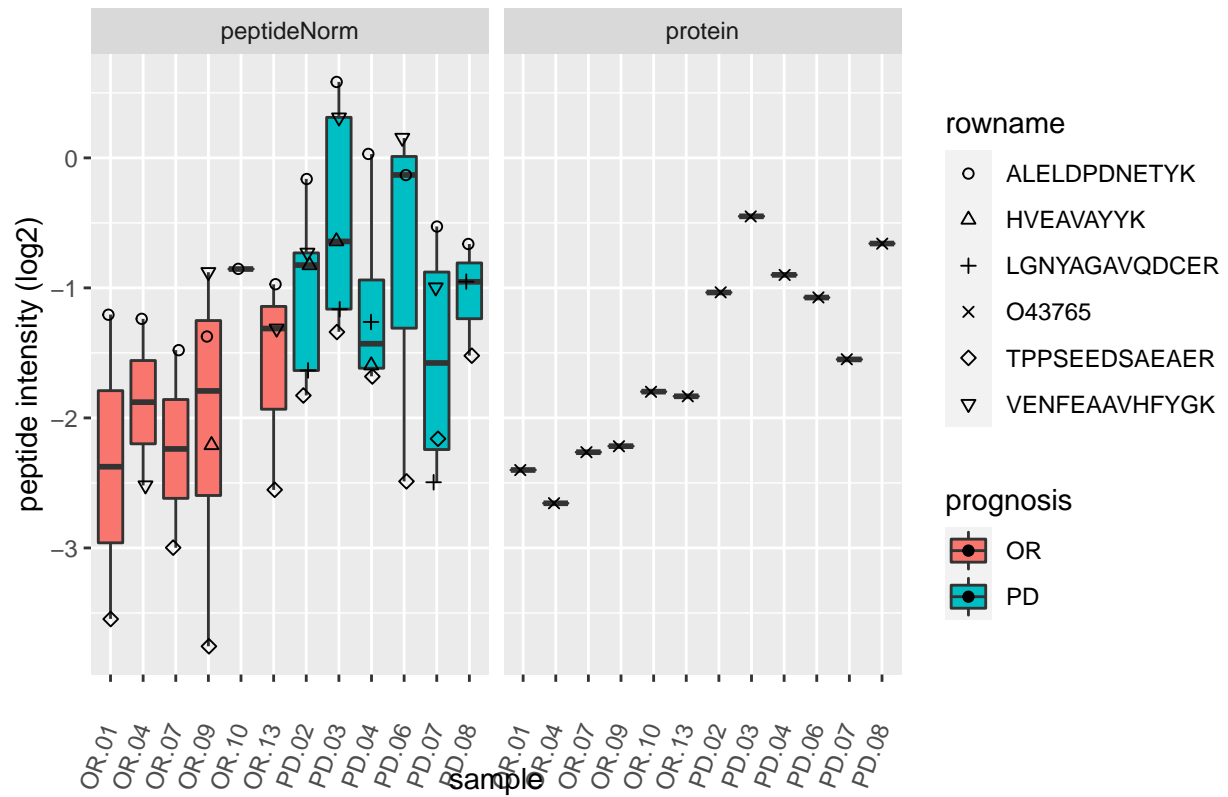 peptideNorm
protein
peptide intensity (log2)
0
−1
−2
−3
OR.01
OR.04
OR.07
OR.09
OR.10
OR.13
PD.02
PD.03
PD.04
PD.06
PD.07
PD.08
OR.01
OR.04
OR.07
OR.09
OR.10
OR.13
PD.02
PD.03
PD.04
PD.06
PD.07
PD.08
sample
rowname
ALELDPDNETYK
HVEAVAYYK
LGNYAGAVQDCER
O43765
TPPSEEDSAEAER
VENFEAAVHFYGK
prognosis
OR
PD